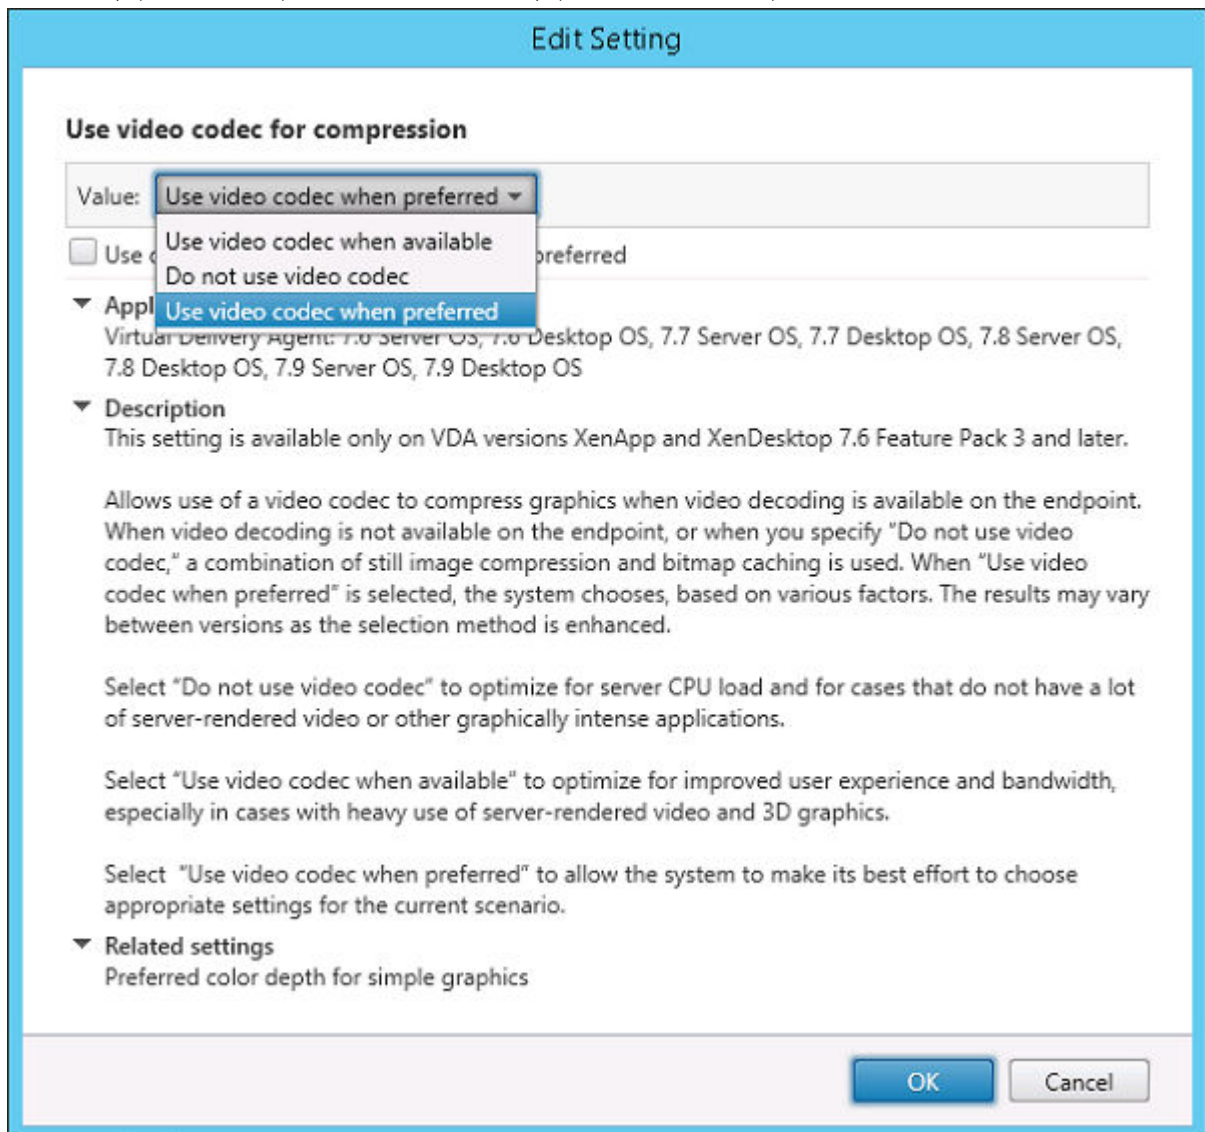 Edit Setting
Use video codec for compression
Value: Use video codec when preferred
Use video codec when available
Use preferred
Do not use video codec
Use video codec when preferred
Virtual Delivery Agent: 7.6 Server OS, 7.6 Desktop OS, 7.7 Server OS, 7.7 Desktop OS, 7.8 Server OS,
7.8 Desktop OS, 7.9 Server OS, 7.9 Desktop OS
Description
This setting is available only on VDA versions XenApp and XenDesktop 7.6 Feature Pack 3 and later.
Allows use of a video codec to compress graphics when video decoding is available on the endpoint.
When video decoding is not available on the endpoint, or when you specify “Do not use video
codec,” a combination of still image compression and bitmap caching is used. When “Use video
codec when preferred” is selected, the system chooses, based on various factors. The results may vary
between versions as the selection method is enhanced.
Select “Do not use video codec” to optimize for server CPU load and for cases that do not have a lot
of server-rendered video or other graphically intense applications.
Select “Use video codec when available” to optimize for improved user experience and bandwidth,
especially in cases with heavy use of server-rendered video and 3D graphics.
Select  “Use video codec when preferred” to allow the system to make its best effort to choose
appropriate settings for the current scenario.
Related settings
Preferred color depth for simple graphics
OK Cancel